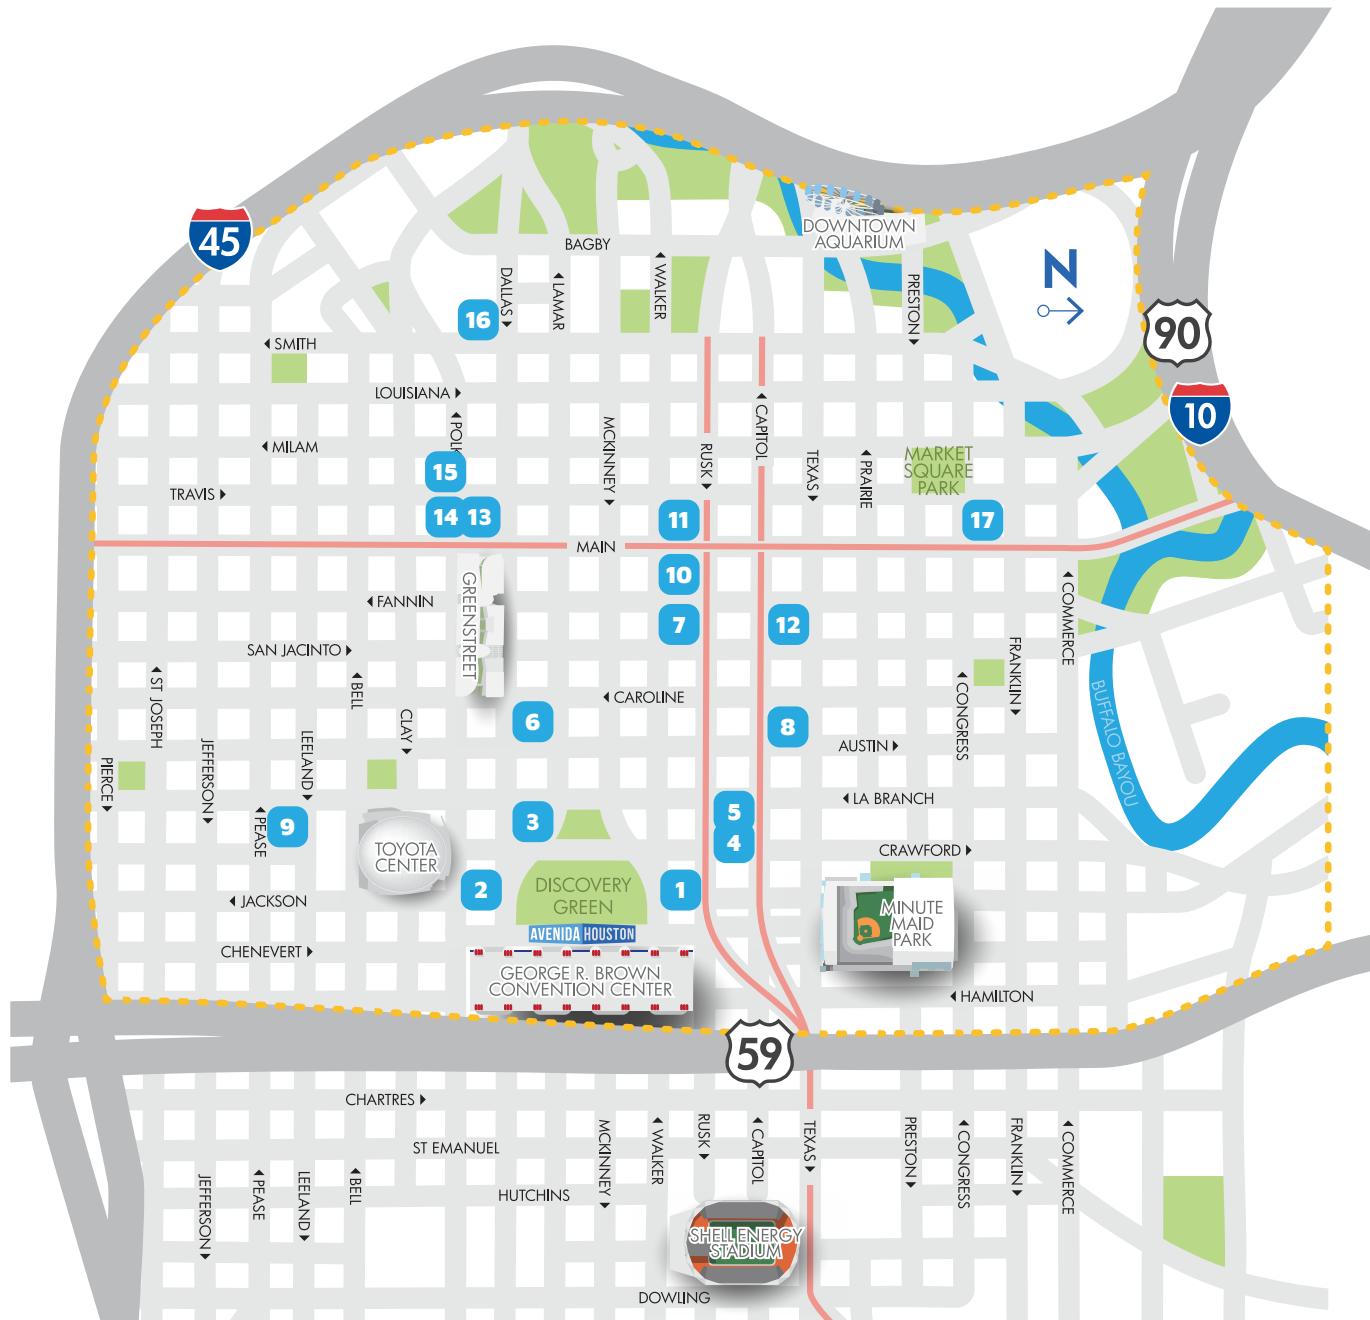 45
BAGBY
DOWNTOWN
AQUARIUM
N
DALLAS
LAMAR
WALKER
PRESTON
90
16
SMITH
LOUISIANA
10
POLK
MCKINNEY
RUSK
CAPITOL
TEXAS
PRAIRIE
MILAM
MARKET
SQUARE
PARK
15
TRAVIS
14
13
11
17
MAIN
10
GREENSTREET
FANNIN
COMMERCE
7
12
SAN JACINTO
FRANKLIN
ST JOSEPH
BELL
CAROLINE
CONGRESS
BUFFALO BAYOU
CLAY
6
8
JEFFERSON
LEELAND
AUSTIN
PIERCE
LA BRANCH
PEASE
9
3
5
4
TOYOTA
CENTER
CRAWFORD
2
DISCOVERY
GREEN
1
JACKSON
MINUTE
MAID
PARK
AVENIDA HOUSTON
CHENEVERT
GEORGE R. BROWN
CONVENTION CENTER
HAMILTON
59
CHARTRES
ST EMANUEL
MCKINNEY
WALKER
RUSK
CAPITOL
TEXAS
PRESTON
CONGRESS
FRANKLIN
COMMERCE
JEFFERSON
PEASE
LEELAND
BELL
HUTCHINS
SHELL ENERGY
STADIUM
DOWLING